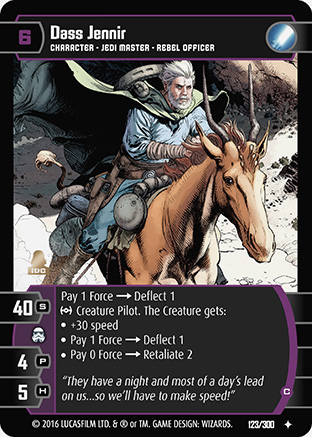 6
Dass Jennir
CHARACTER • JEDI MASTER • REBEL OFFICER
IDC
40 S
4 P
5 H
Pay 1 Force → Deflect 1
Creature Pilot. The Creature gets:
• +30 speed
• Pay 1 Force → Deflect 1
• Pay 0 Force → Retaliate 2
“They have a night and most of a day’s lead
on us...so we’ll have to make speed!”
C
© 2016 LUCASFILM LTD. & ® or TM. GAME DESIGN: WIZARDS. 123/300